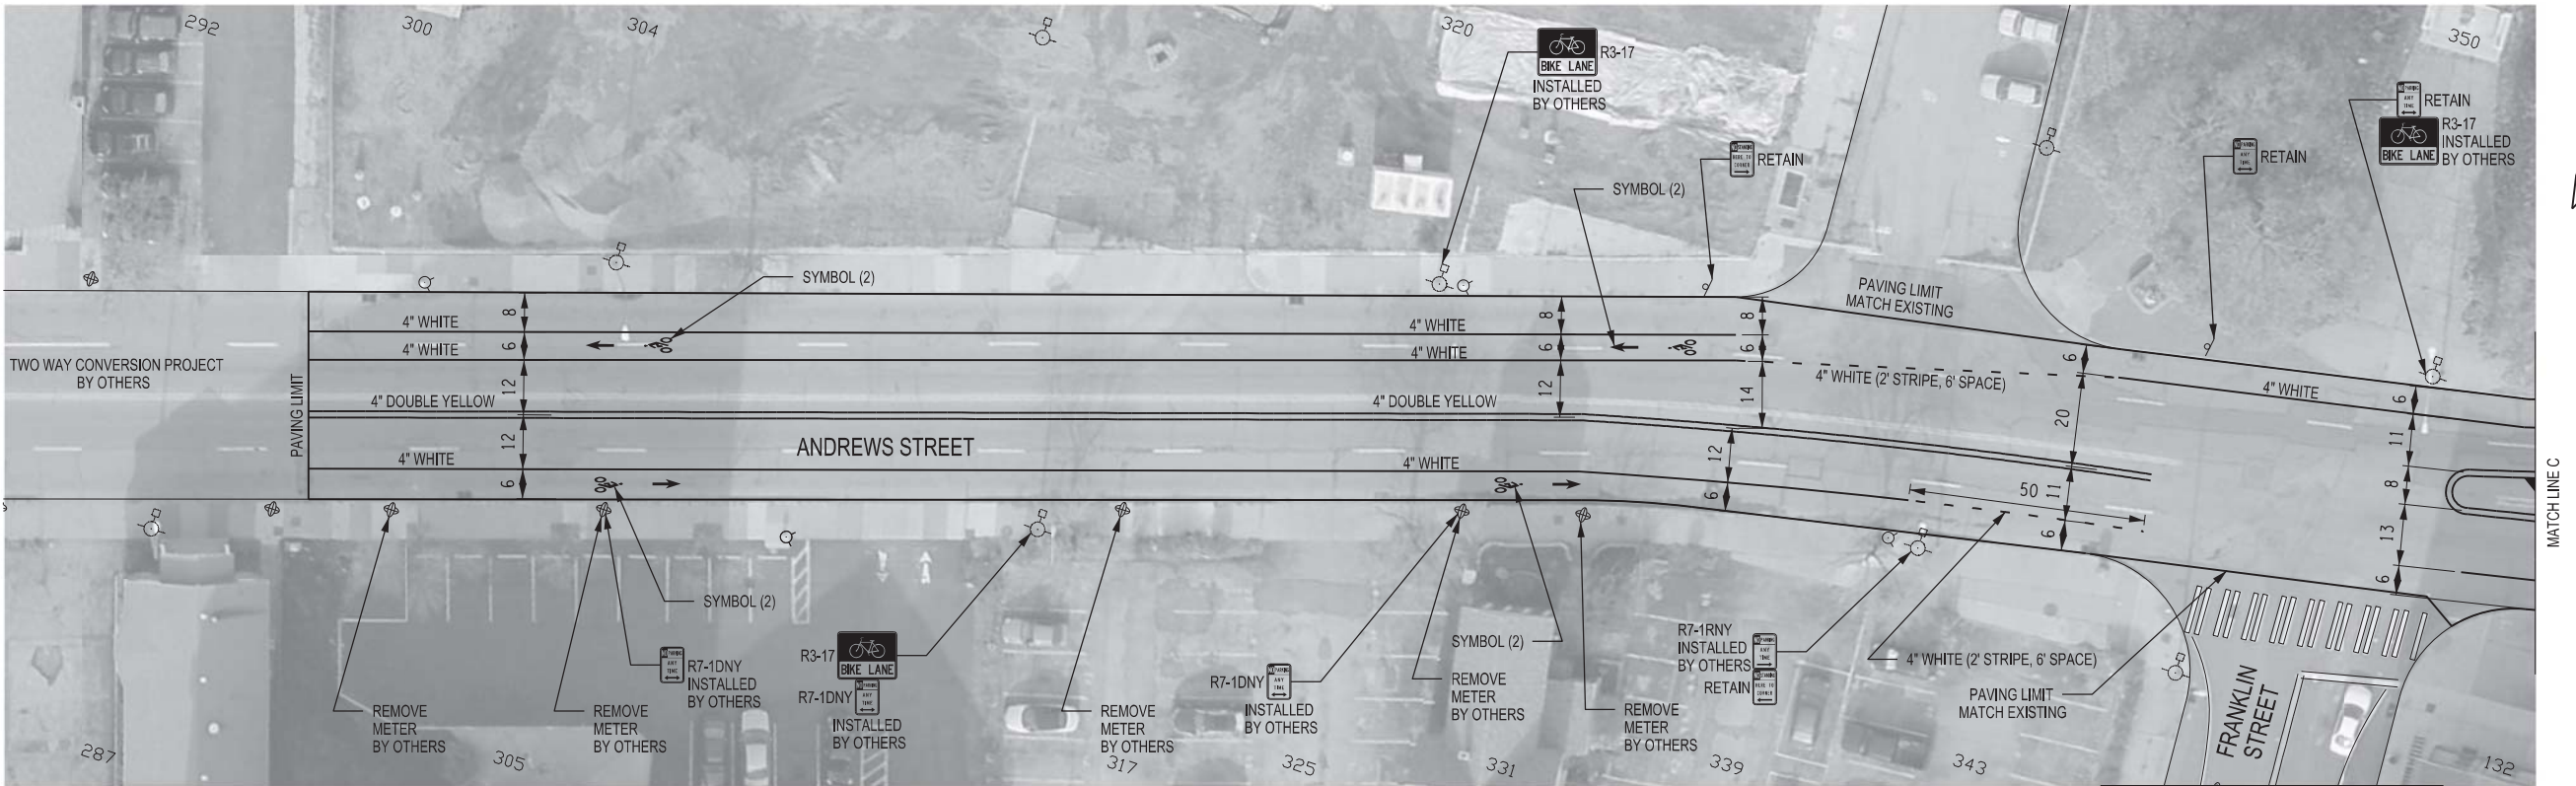 292
300
304
320
350
BIKE LANE
R3-17
INSTALLED
BY OTHERS
RETAIN
RETAIN
RETAIN
BIKE LANE
R3-17
INSTALLED
BY OTHERS
SYMBOL (2)
SYMBOL (2)
PAVING LIMIT
MATCH EXISTING
TWO WAY CONVERSION PROJECT
BY OTHERS
PAVING LIMIT
4" WHITE
4" WHITE
4" DOUBLE YELLOW
4" WHITE
8
6
12
12
6
ANDREWS STREET
4" WHITE
4" WHITE
4" DOUBLE YELLOW
4" WHITE
8
6
12
8
6
14
12
6
4" WHITE (2' STRIPE, 6' SPACE)
4" WHITE
6
20
11
6
50
6
11
8
13
6
MATCH LINE C
SYMBOL (2)
R7-1DNY
INSTALLED
BY OTHERS
REMOVE
METER
BY OTHERS
REMOVE
METER
BY OTHERS
R3-17
BIKE LANE
R7-1DNY
ANY
TIME
INSTALLED
BY OTHERS
REMOVE
METER
BY OTHERS
R7-1DNY
ANY
TIME
INSTALLED
BY OTHERS
SYMBOL (2)
REMOVE
METER
BY OTHERS
REMOVE
METER
BY OTHERS
R7-1RNY
INSTALLED
BY OTHERS
RETAIN
4" WHITE (2' STRIPE, 6' SPACE)
PAVING LIMIT
MATCH EXISTING
FRANKLIN
STREET
287
305
317
325
331
339
343
132